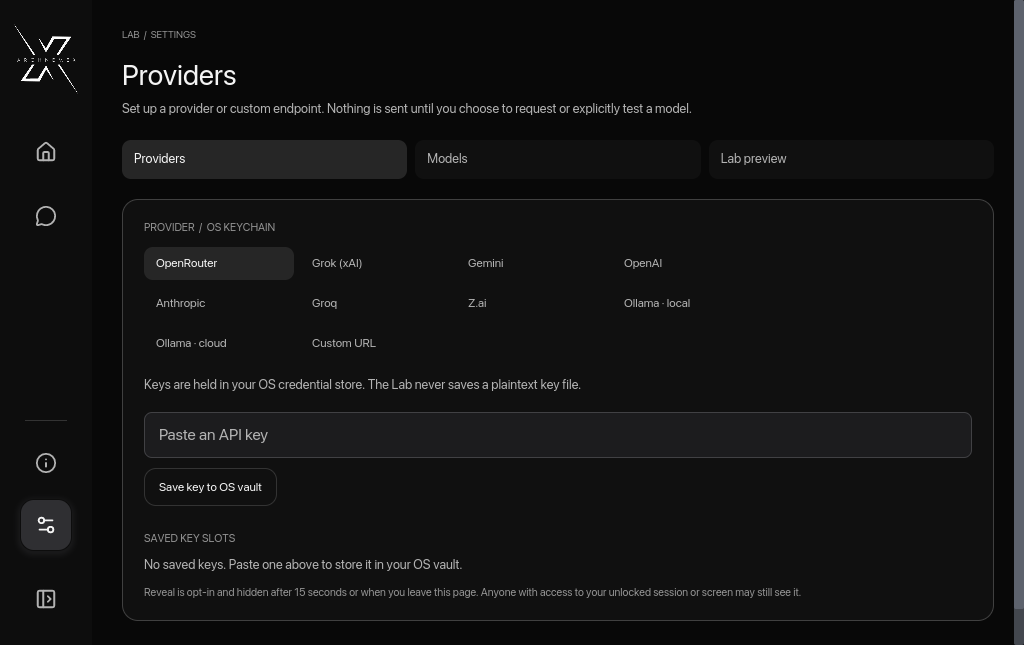 ARCHNEMEX
LAB / SETTINGS
Providers
Set up a provider or custom endpoint. Nothing is sent until you choose to request or explicitly test a model.
Providers
Models
Lab preview
PROVIDER / OS KEYCHAIN
OpenRouter
Grok (xAI)
Gemini
OpenAI
Anthropic
Groq
Z.ai
Ollama · local
Ollama · cloud
Custom URL
Keys are held in your OS credential store. The Lab never saves a plaintext key file.
Paste an API key
Save key to OS vault
SAVED KEY SLOTS
No saved keys. Paste one above to store it in your OS vault.
Reveal is opt-in and hidden after 15 seconds or when you leave this page. Anyone with access to your unlocked session or screen may still see it.